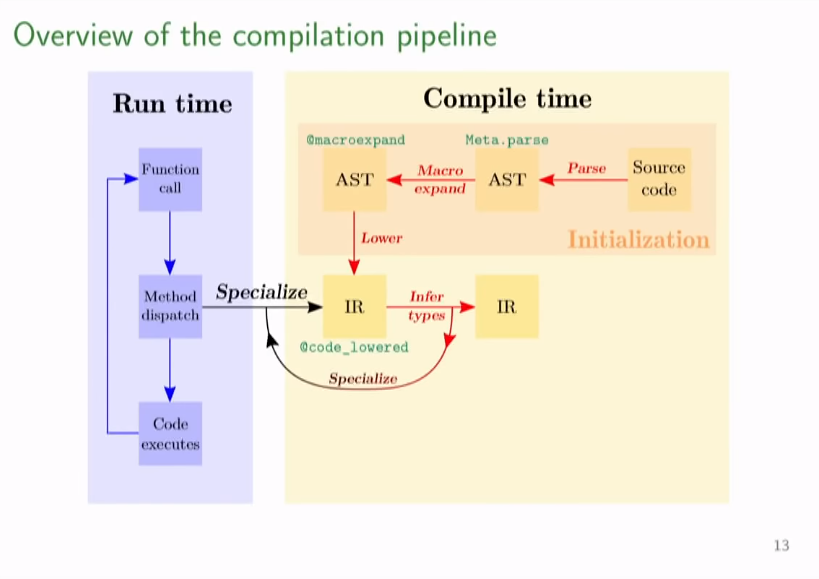 Overview of the compilation pipeline
Run time
Function
call
Method
dispatch
Code
executes
Compile time
@macroexpand
Meta.parse
AST
Macro
expand
AST
Parse
Source
code
Lower
Initialization
Specialize
IR
Infer
types
IR
@code_lowered
Specialize
13